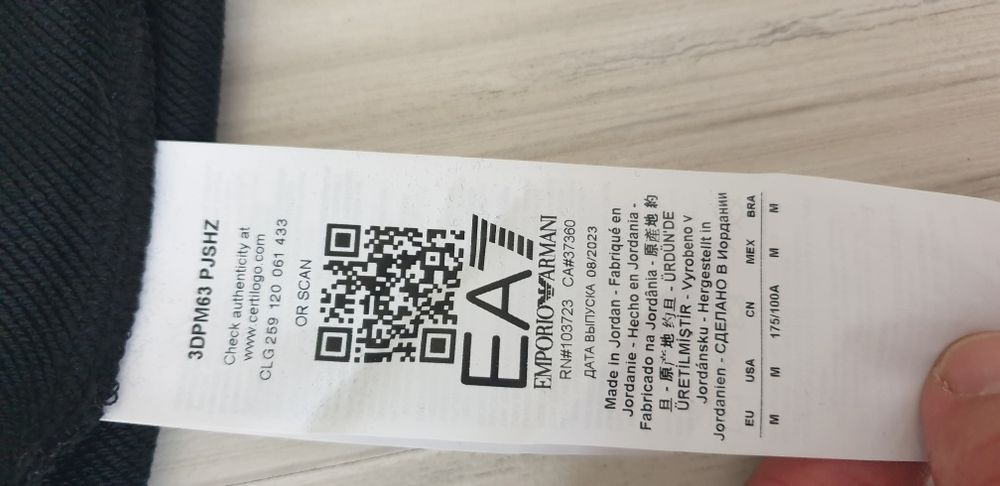 3DPM63 PJSHZ
Check authenticity at
www.certilogo.com
CLG 259 120 061 433
OR SCAN
EA7
EMPORIO ARMANI
RN#103723 CA#37360
ДАТА ВЫПУСКА 08/2023
Made in Jordan - Fabriqué en
Jordanie - Hecho en Jordania -
Fabricado na Jordânia - 原產地 約
旦 - 原产地 约旦 - ÜRDÜN'DE
ÜRETİLMİŞTİR - Vyrobeno v
Jordánsku - Hergestellt in
Jordanien - СДЕЛАНО В Иордании
EU USA CN MEX BRA
M M 175/100A M M